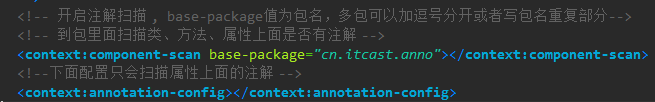 <!-- 开启注解扫描 , base-package值为包名，多包可以加逗号分开或者写包名重复部分-->
<!-- 到包里面扫描类、方法、属性上面是否有注解 -->
<context:component-scan base-package="cn.itcast.anno"></context:component-scan>
<!--下面配置只会扫描属性上面的注解 -->
<context:annotation-config></context:annotation-config>